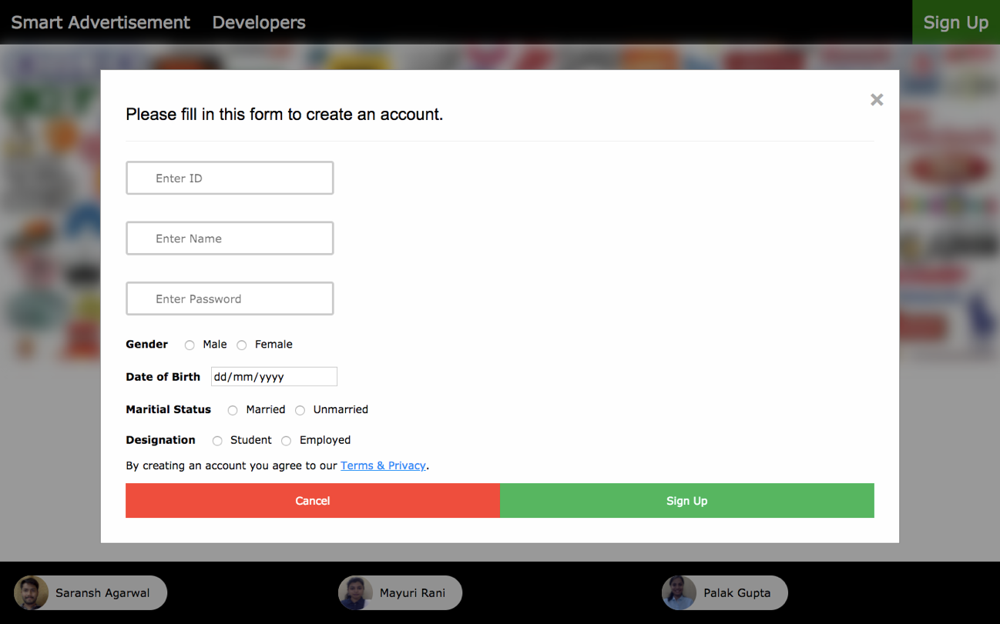 Smart Advertisement Developers Sign Up
×
Please fill in this form to create an account.
Enter ID
Enter Name
Enter Password
Gender Male Female
Date of Birth dd/mm/yyyy
Maritial Status Married Unmarried
Designation Student Employed
By creating an account you agree to our Terms & Privacy.
Cancel Sign Up
Saransh Agarwal Mayuri Rani Palak Gupta